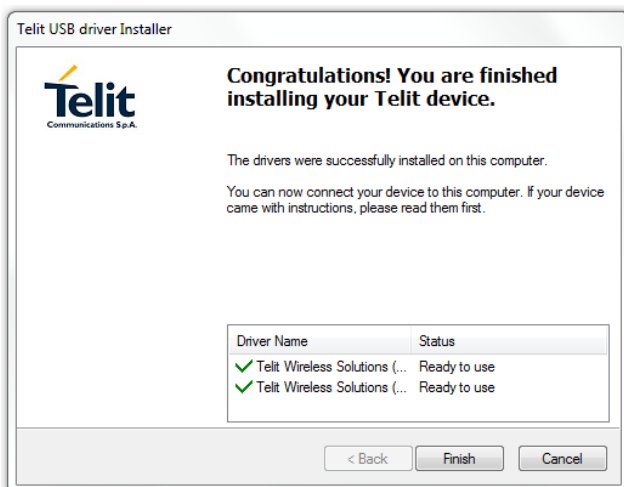 Telit USB driver Installer
Telit
Communications S.p.A.
Congratulations! You are finished
installing your Telit device.
The drivers were successfully installed on this computer.
You can now connect your device to this computer. If your device
came with instructions, please read them first.
Driver Name Status
Telit Wireless Solutions (... Ready to use
Telit Wireless Solutions (... Ready to use
< Back Finish Cancel